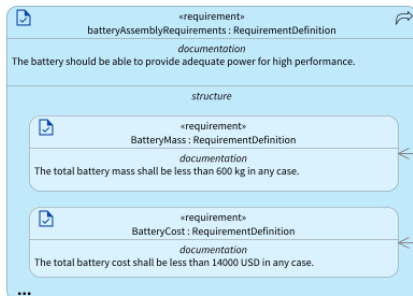 «requirement»
batteryAssemblyRequirements : RequirementDefinition
documentation
The battery should be able to provide adequate power for high performance.
structure
«requirement»
BatteryMass : RequirementDefinition
documentation
The total battery mass shall be less than 600 kg in any case.
«requirement»
BatteryCost : RequirementDefinition
documentation
The total battery cost shall be less than 14000 USD in any case.
...